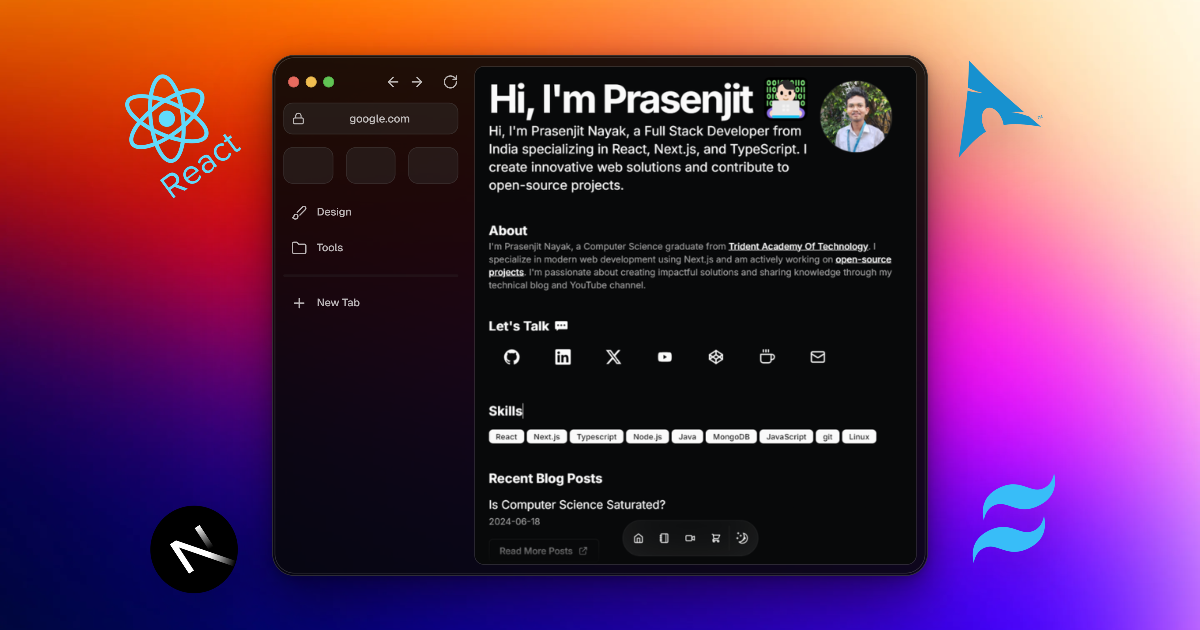 React
google.com
Design
Tools
New Tab
Hi, I'm Prasenjit
Hi, I'm Prasenjit Nayak, a Full Stack Developer from
India specializing in React, Next.js, and TypeScript. I
create innovative web solutions and contribute to
open-source projects.
About
I'm Prasenjit Nayak, a Computer Science graduate from Trident Academy Of Technology. I
specialize in modern web development using Next.js and am actively working on open-source
projects. I'm passionate about creating impactful solutions and sharing knowledge through my
technical blog and YouTube channel.
Let's Talk
Skills
React Next.js Typescript Node.js Java MongoDB JavaScript git Linux
Recent Blog Posts
Is Computer Science Saturated?
2024-06-18
Read More Posts